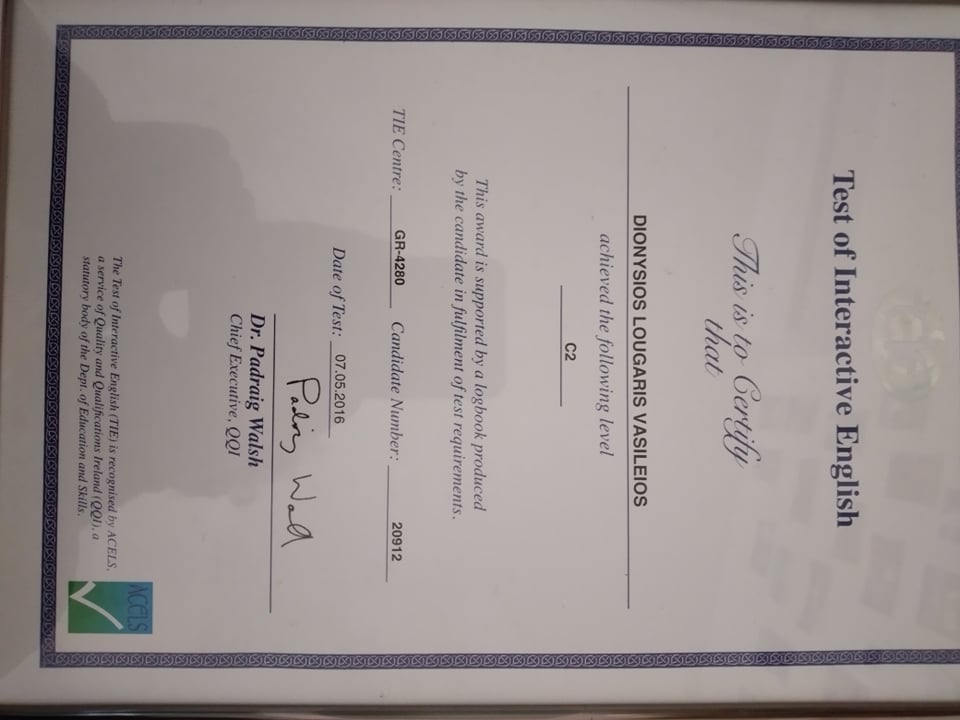 Test of Interactive English
This is to Certify
that
DIONYSIOS LOUGARIS VASILEIOS
achieved the following level
C2
This award is supported by a logbook produced
by the candidate in fulfilment of test requirements.
TIE Centre: GR-4280 Candidate Number: 20912
Date of Test: 07.05.2016
Padraig Walsh
Dr. Padraig Walsh
Chief Executive, QQI
The Test of Interactive English (TIE) is recognised by ACELS,
a service of Quality and Qualifications Ireland (QQI), a
statutory body of the Dept. of Education and Skills.
ACELS